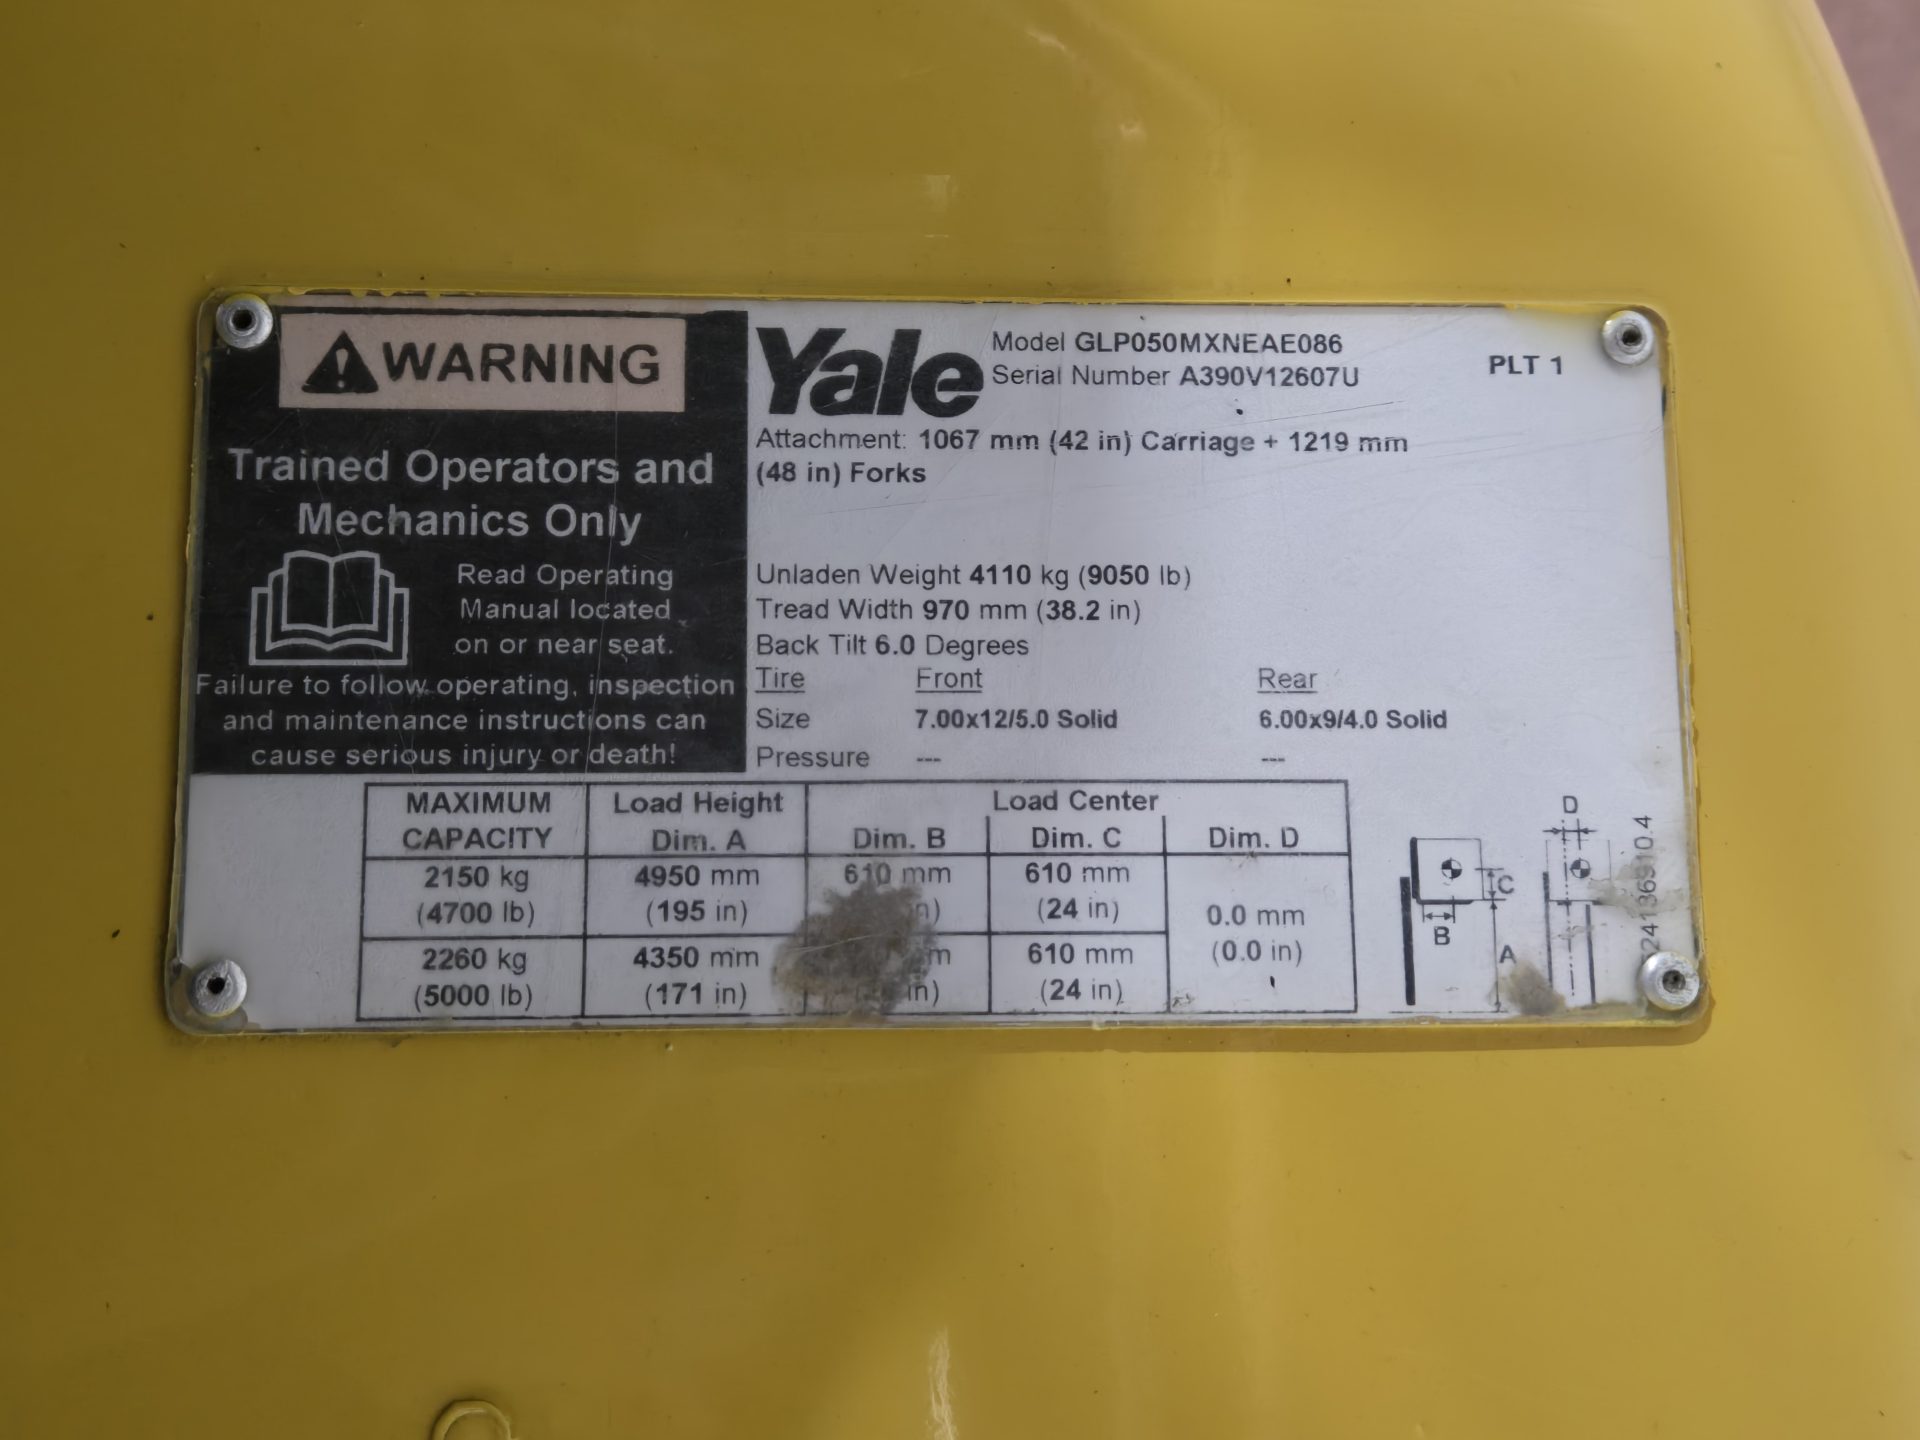 WARNING
Trained Operators and
Mechanics Only
Read Operating
Manual located
on or near seat.
Failure to follow operating, inspection
and maintenance instructions can
cause serious injury or death!
Yale
Model GLP050MXNEAE086
Serial Number A390V12607U
PLT 1
Attachment: 1067 mm (42 in) Carriage + 1219 mm
(48 in) Forks
Unladen Weight 4110 kg (9050 lb)
Tread Width 970 mm (38.2 in)
Back Tilt 6.0 Degrees
Tire Front Rear
Size 7.00x12/5.0 Solid 6.00x9/4.0 Solid
Pressure --- ---
MAXIMUM Load Height Load Center
CAPACITY Dim. A Dim. B Dim. C Dim. D
2150 kg 4950 mm 610 mm 610 mm
(4700 lb) (195 in) (24 in) 0.0 mm
2260 kg 4350 mm 610 mm (0.0 in)
(5000 lb) (171 in) (24 in)
B
C
A
D